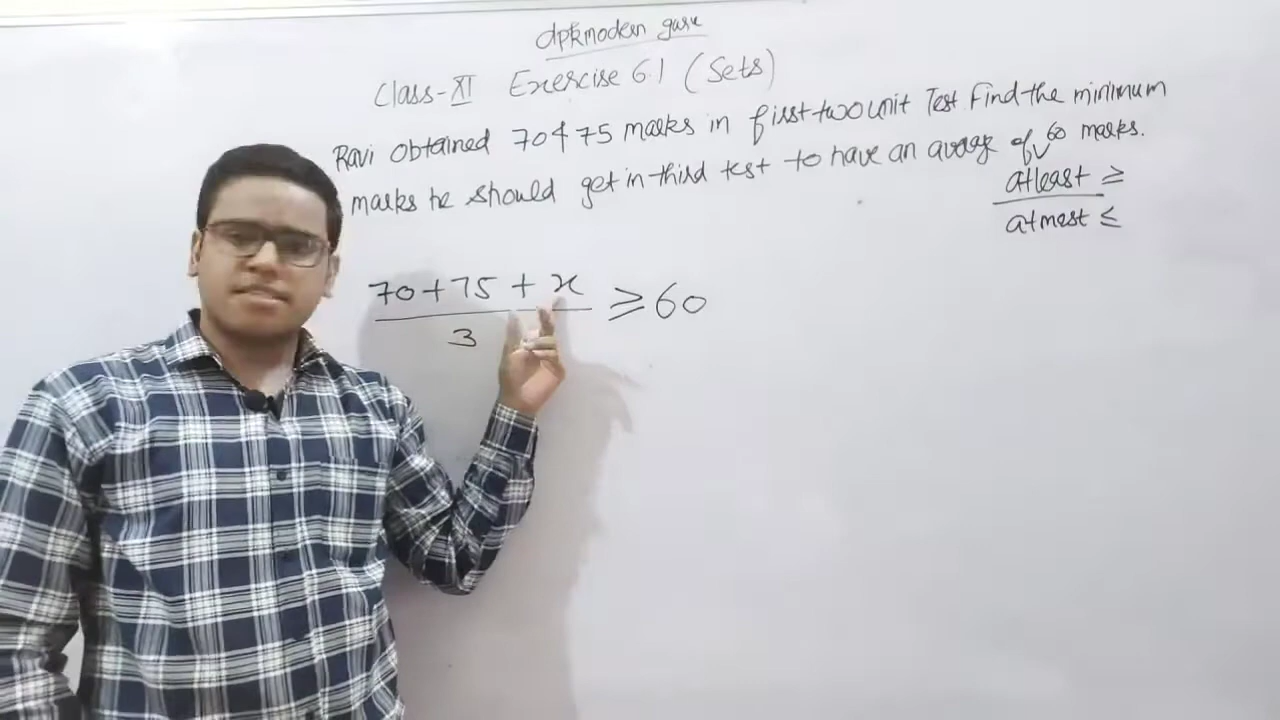 dpkmodern guru
Class-XI Exercise 6.1 (Sets)
Ravi obtained 70 & 75 marks in first two unit Test Find the minimum
marks he should get in third test to have an average of 60 marks.
atleast ≥
atmost ≤
70+75+x
≥60
3